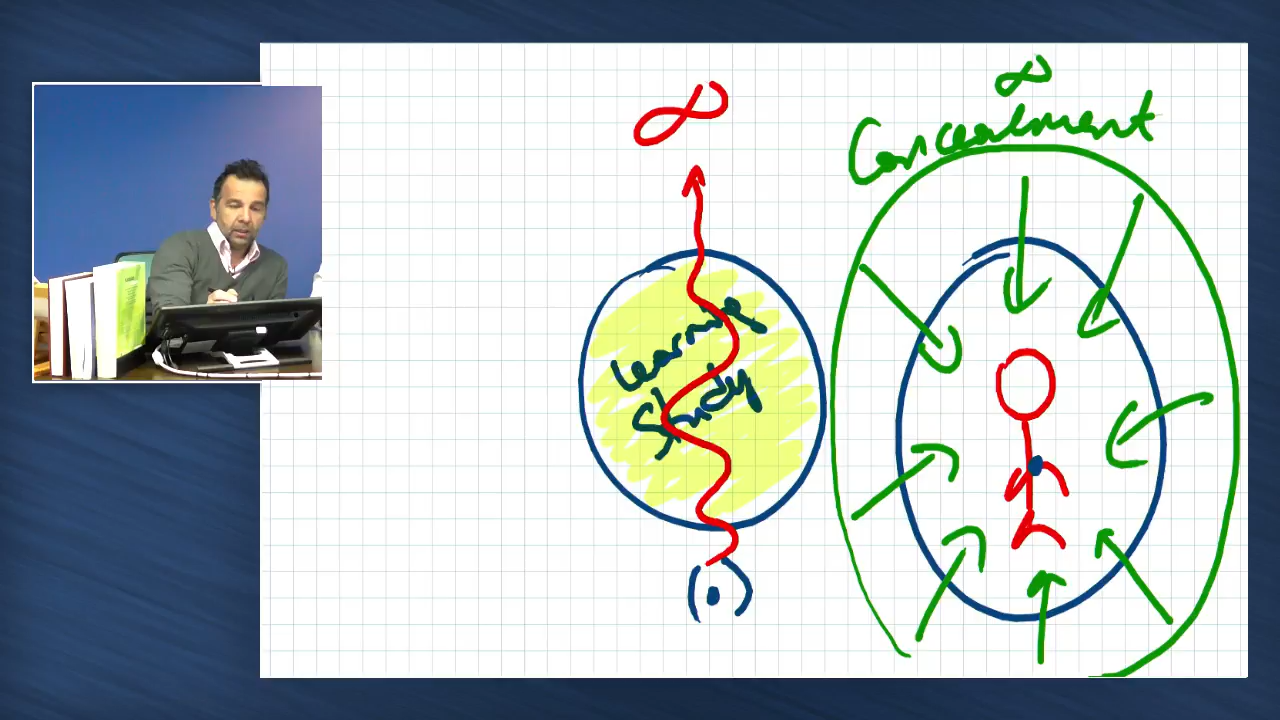 ∞
∞
Concealment
Learning
Study
(•)